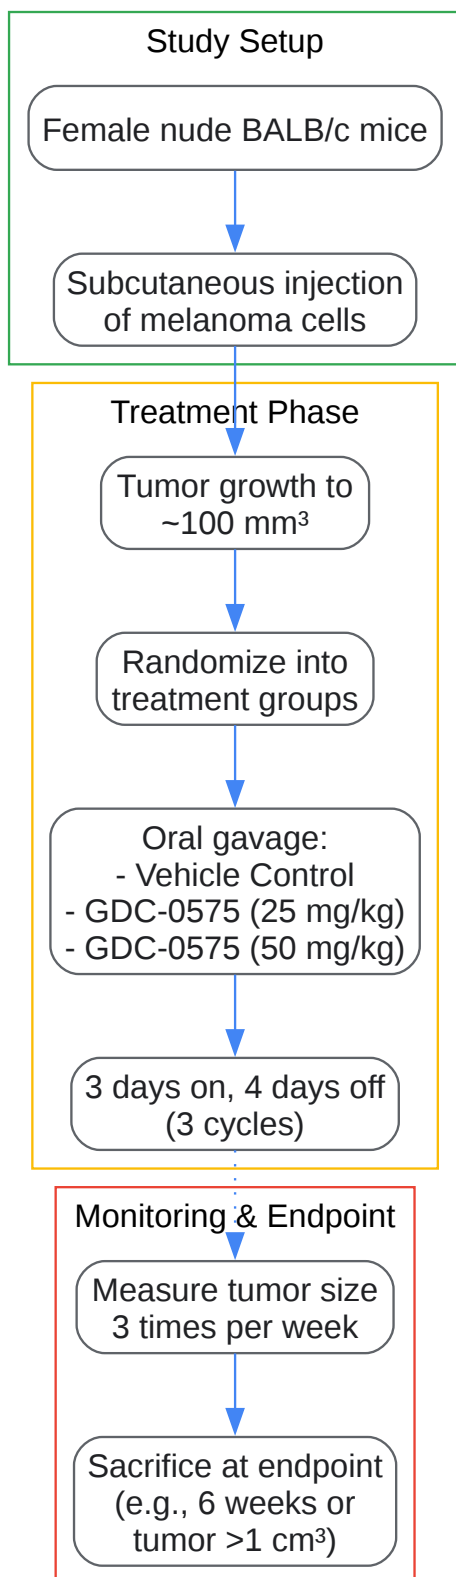 Study Setup
Female nude BALB/c mice
Subcutaneous injection
of melanoma cells
Treatment Phase
Tumor growth to
~100 mm³
Randomize into
treatment groups
Oral gavage:
- Vehicle Control
- GDC-0575 (25 mg/kg)
- GDC-0575 (50 mg/kg)
3 days on, 4 days off
(3 cycles)
Monitoring & Endpoint
Measure tumor size
3 times per week
Sacrifice at endpoint
(e.g., 6 weeks or
tumor >1 cm³)